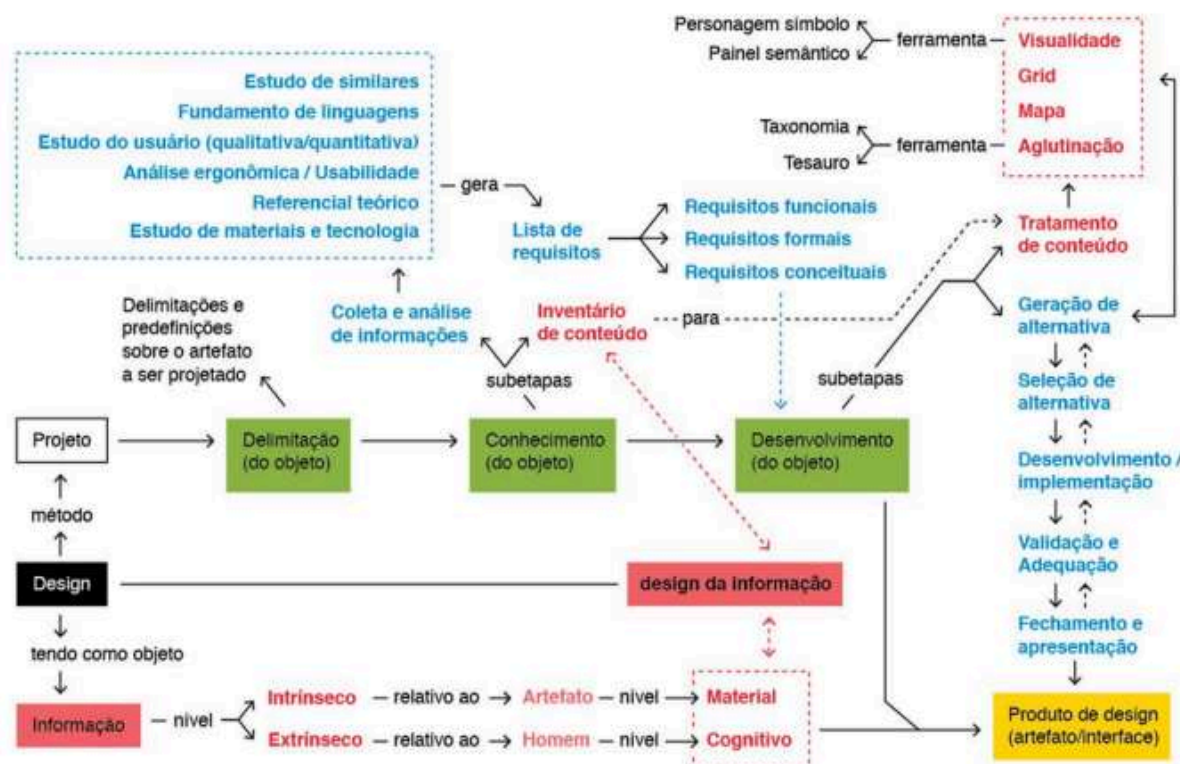 Personagem símbolo
Painel semântico
ferramenta
Visualidade
Grid
Mapa
Aglutinação
Taxonomia
Tesauro
ferramenta
Estudo de similares
Fundamento de linguagens
Estudo do usuário (qualitativa/quantitativa)
Análise ergonômica / Usabilidade
Referencial teórico
Estudo de materiais e tecnologia
gera
Lista de
requisitos
Requisitos funcionais
Requisitos formais
Requisitos conceituais
Tratamento
de conteúdo
Delimitações e
predefinições
sobre o artefato
a ser projetado
Coleta e análise
de informações
Inventário
de conteúdo
para
subetapas
subetapas
Geração de
alternativa
Seleção de
alternativa
Desenvolvimento /
implementação
Validação e
Adequação
Fechamento e
apresentação
Projeto
Delimitação
(do objeto)
Conhecimento
(do objeto)
Desenvolvimento
(do objeto)
método
Design
design da informação
tendo como objeto
Informação
nível
Intrínseco
relativo ao
Artefato
nível
Material
Extrínseco
relativo ao
Homem
nível
Cognitivo
Produto de design
(artefato/interface)